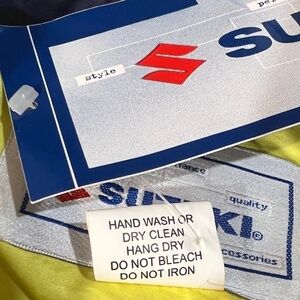 style
SU
quality
SUZUKI®
accessories
HAND WASH OR
DRY CLEAN
HANG DRY
DO NOT BLEACH
DO NOT IRON